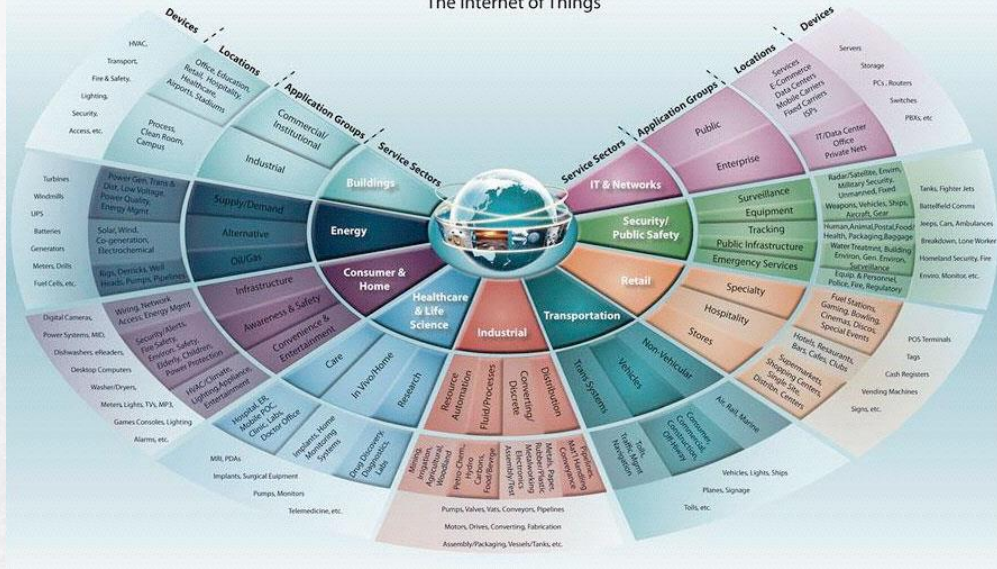 The Internet of Things
Devices
Locations
Application Groups
Service Sectors
Buildings
Commercial/
Institutional
Industrial
Office, Education,
Retail, Hospitality,
Healthcare,
Airports, Stadiums
Process,
Clean Room,
Campus
HVAC,
Transport,
Fire & Safety,
Lighting,
Security,
Access, etc.
Energy
Supply/Demand
Alternative
Oil/Gas
Power Gen, Trans &
Dist, Low Voltage,
Power Quality,
Energy Mgmt
Solar, Wind,
Co-generation,
Electrochemical
Rigs, Derricks, Well
Heads, Pumps, Pipelines
Turbines
Windmills
UPS
Batteries
Generators
Meters, Drills
Fuel Cells, etc.
Consumer &
Home
Infrastructure
Awareness & Safety
Convenience &
Entertainment
Wiring, Network
Access, Energy Mgmt
Security/Alerts,
Fire Safety,
Environ. Safety,
Elderly, Children,
Power Protection
HVAC/Climate,
Lighting, Appliance,
Entertainment
Digital Cameras,
Power Systems, MID,
Dishwashers, eReaders,
Desktop Computers
Washer/Dryers,
Meters, Lights, TVs, MP3,
Games Consoles, Lighting
Alarms, etc.
Healthcare
& Life
Science
Care
In Vivo/Home
Research
Hospital, ER,
Mobile POC,
Clinic, Labs,
Doctor Office
Implants, Home
Monitoring
Systems
Drug Discovery,
Diagnostics,
Labs
MRI, PDAs
Implants, Surgical Euipment
Pumps, Monitors
Telemedicine, etc.
Industrial
Resource
Automation
Fluid/Processes
Converting/
Discrete
Distribution
Mining,
Irrigation,
Agricultural,
Woodland
Petro-Chem,
Hydro
Carbons,
Food/Bevrge
Metals, Paper,
Rubber/Plastic
Metalworking
Electronics
Assembly/Test
Pipelines,
Mat'l Handling
Conveyance
Pumps, Valves, Vats, Conveyors, Pipelines
Motors, Drives, Converting, Fabrication
Assembly/Packaging, Vessels/Tanks, etc.
Transportation
Trans Systems
Vehicles
Non-Vehicular
Tolls,
Traffic Mgmt
Navigation
Consumer,
Commercial,
Construction,
Off-Hiway
Air, Rail, Marine
Vehicles, Lights, Ships
Planes, Signage
Tolls, etc.
Retail
Specialty
Hospitality
Stores
Fuel Stations,
Gaming, Bowling,
Cinemas, Discos,
Special Events
Hotels, Restaurants,
Bars, Cafes, Clubs
Supermarkets,
Shopping Centers,
Single Site,
Distribn. Centers
POS Terminals
Tags
Cash Registers
Vending Machines
Signs, etc.
Security/
Public Safety
Surveillance
Equipment
Tracking
Public Infrastructure
Emergency Services
Radar/Satellite, Envirn,
Military Security,
Unmanned, Fixed
Weapons, Vehicles, Ships,
Aircraft, Gear
Human, Animal, Postal, Food/
Health, Packaging, Baggage
Water Treatment, Building
Environ, Gen. Environ,
Surveillance
Equip. & Personnel,
Police, Fire, Regulatory
Tanks, Fighter Jets
Battelfield Comms
Jeeps, Cars, Ambulances
Breakdown, Lone Worker
Homeland Security, Fire
Enviro. Monitor, etc.
IT & Networks
Public
Enterprise
Services
E-Commerce
Data Centers
Mobile Carriers
Fixed Carriers
ISPs
IT/Data Center
Office
Private Nets
Servers
Storage
PCs, Routers
Switches
PBXs, etc
Service Sectors
Application Groups
Locations
Devices